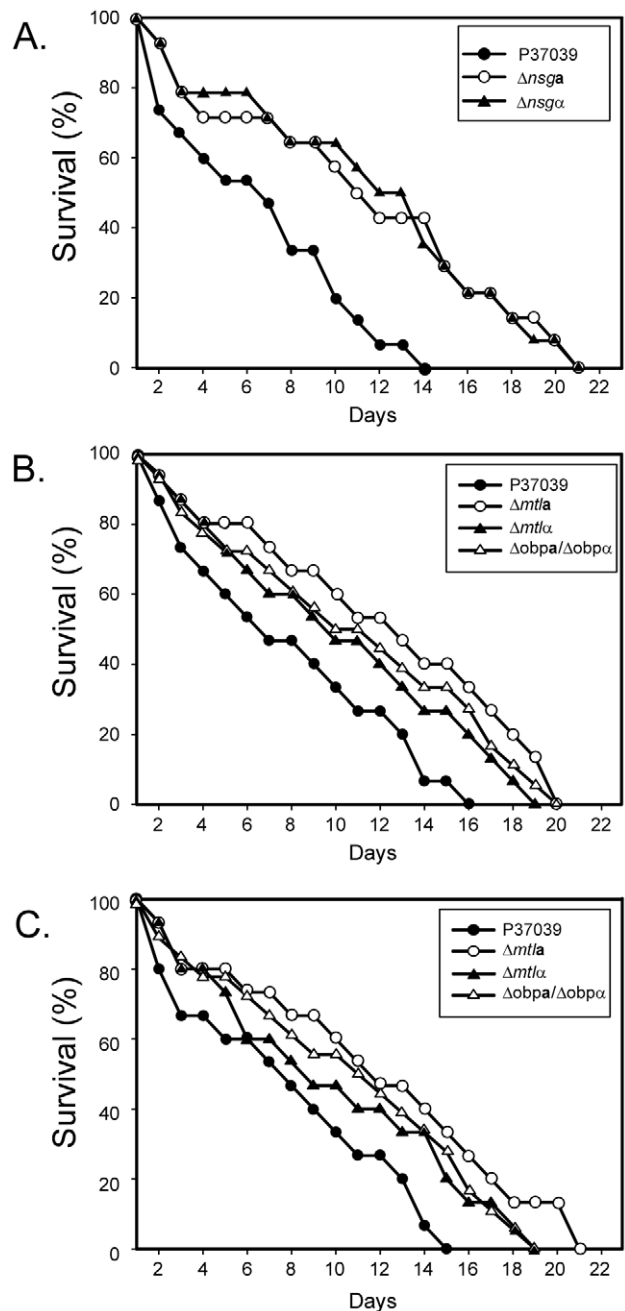 A.
Survival (%)
100
80
60
40
20
0
P37039
Δnsga
Δnsgα
2 4 6 8 10 12 14 16 18 20 22
Days
B.
Survival (%)
100
80
60
40
20
0
P37039
Δmtla
Δmtlα
Δobpa/Δobpα
2 4 6 8 10 12 14 16 18 20 22
Days
C.
Survival (%)
100
80
60
40
20
0
P37039
Δmtla
Δmtlα
Δobpa/Δobpα
2 4 6 8 10 12 14 16 18 20 22
Days